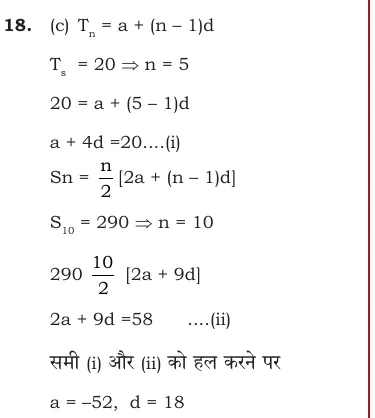 18. (c) Tₙ = a + (n – 1)d
Tₛ = 20 ⇒ n = 5
20 = a + (5 – 1)d
a + 4d =20....(i)
Sn = n/2 [2a + (n – 1)d]
S₁₀ = 290 ⇒ n = 10
290 10/2 [2a + 9d]
2a + 9d =58 ....(ii)
समी (i) और (ii) को हल करने पर
a = –52, d = 18